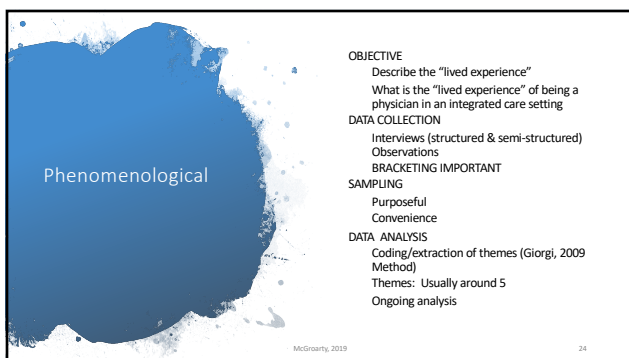 Phenomenological
OBJECTIVE
Describe the “lived experience”
What is the “lived experience” of being a
physician in an integrated care setting
DATA COLLECTION
Interviews (structured & semi-structured)
Observations
BRACKETING IMPORTANT
SAMPLING
Purposeful
Convenience
DATA ANALYSIS
Coding/extraction of themes (Giorgi, 2009
Method)
Themes: Usually around 5
Ongoing analysis
McGroarty, 2019
24